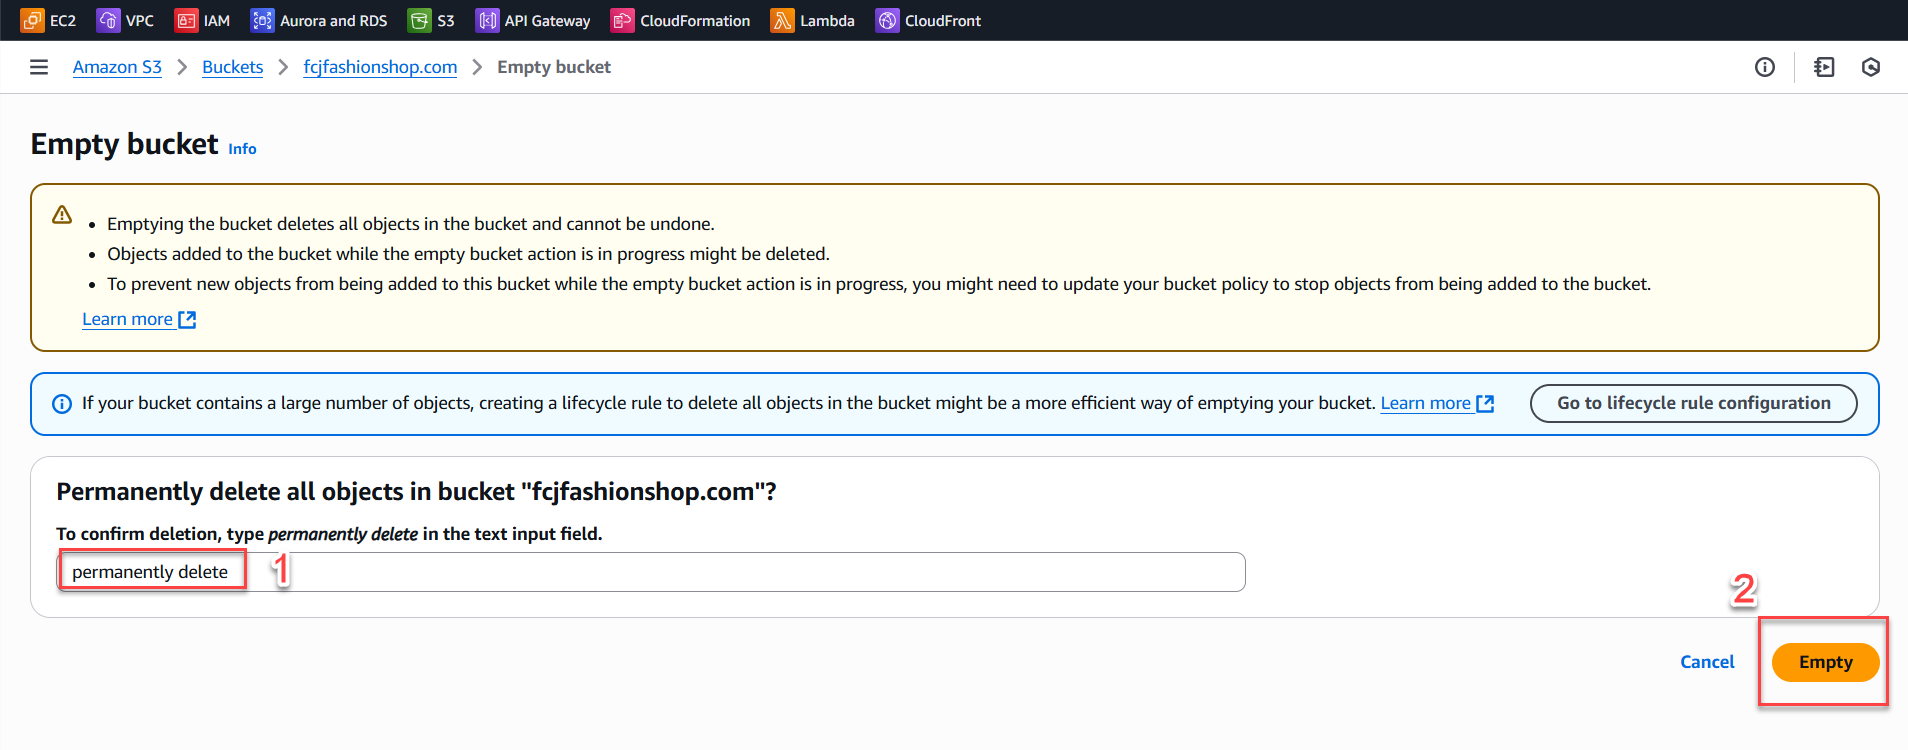 EC2 VPC IAM Aurora and RDS S3 API Gateway CloudFormation Lambda CloudFront
Amazon S3 Buckets fcjfashionshop.com Empty bucket
Empty bucket Info
Emptying the bucket deletes all objects in the bucket and cannot be undone.
Objects added to the bucket while the empty bucket action is in progress might be deleted.
To prevent new objects from being added to this bucket while the empty bucket action is in progress, you might need to update your bucket policy to stop objects from being added to the bucket.
Learn more
If your bucket contains a large number of objects, creating a lifecycle rule to delete all objects in the bucket might be a more efficient way of emptying your bucket. Learn more Go to lifecycle rule configuration
Permanently delete all objects in bucket "fcjfashionshop.com"?
To confirm deletion, type permanently delete in the text input field.
permanently delete 1
2
Cancel Empty